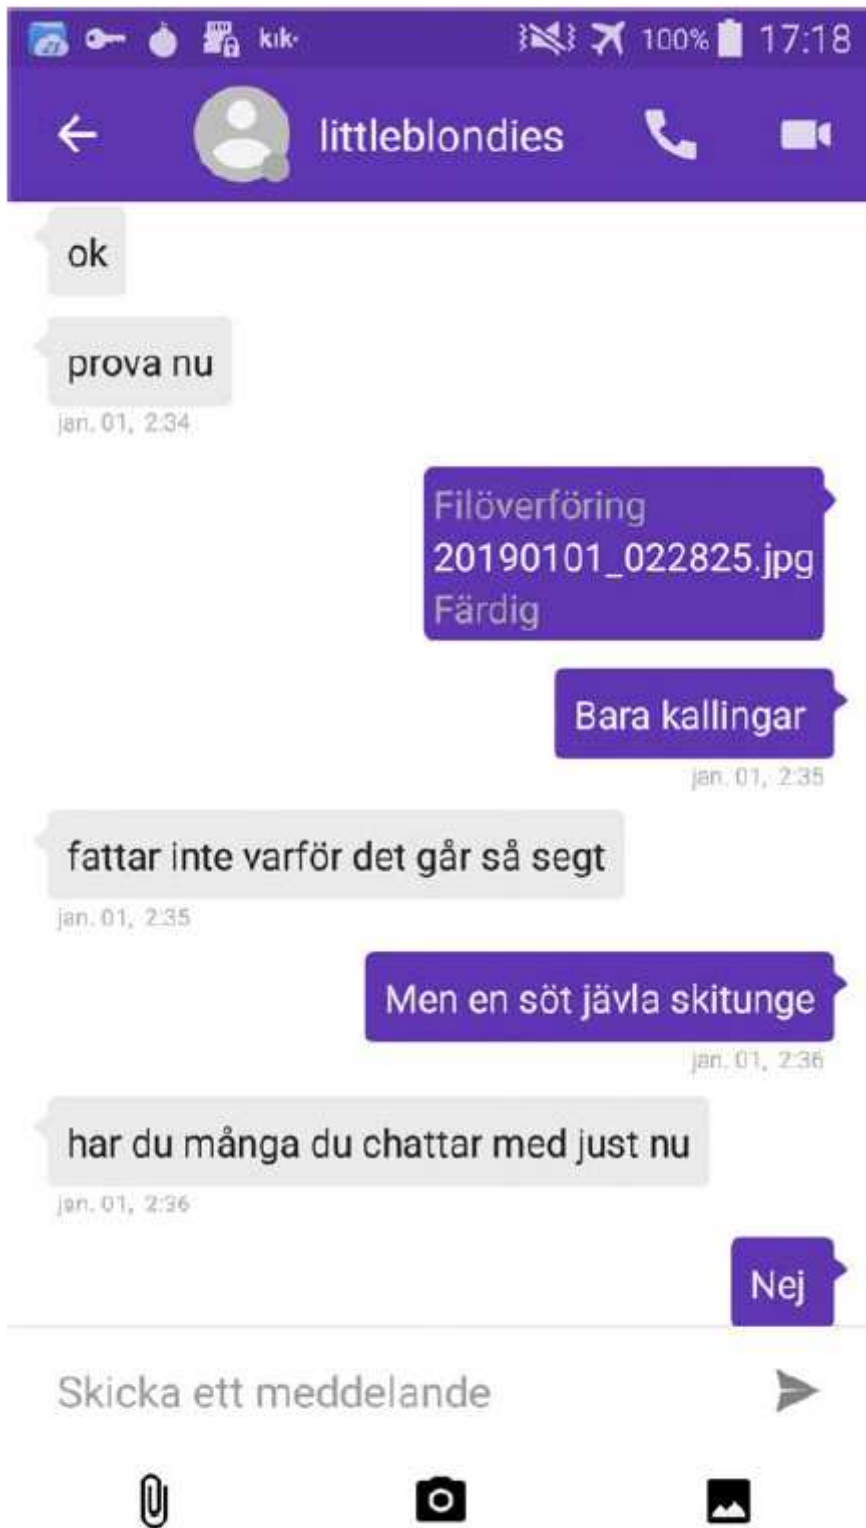 kik
100% 17:18
littleblondies
ok
prova nu
jan. 01, 2:34
Filöverföring
20190101_022825.jpg
Färdig
Bara kallingar
jan. 01, 2:35
fattar inte varför det går så segt
jan. 01, 2:35
Men en söt jävla skitunge
jan. 01, 2:36
har du många du chattar med just nu
jan. 01, 2:36
Nej
Skicka ett meddelande